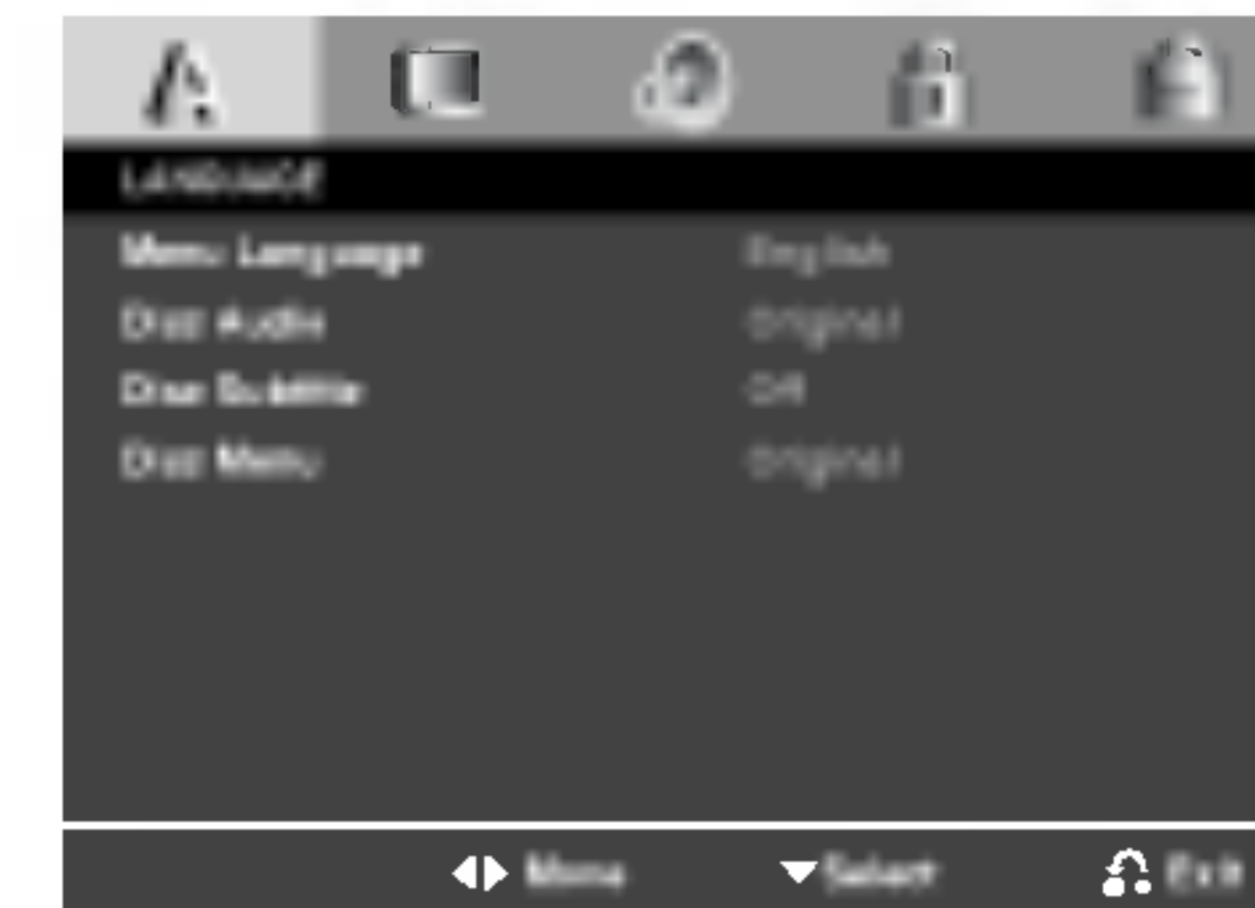 LANGUAGE
Menu Language English
Disc Audio Original
Disc Subtitle Off
Disc Menu Original
Move Select Exit